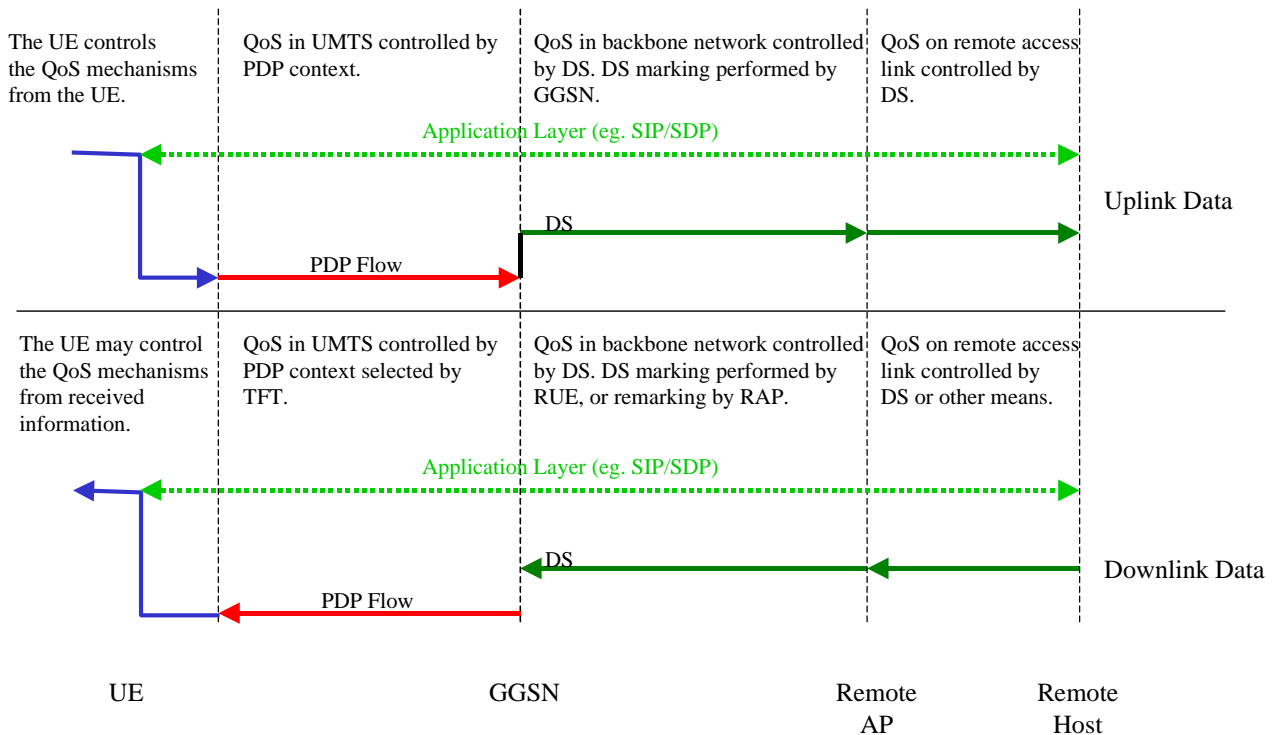 The UE controls
the QoS mechanisms
from the UE.
QoS in UMTS controlled by
PDP context.
QoS in backbone network controlled
by DS. DS marking performed by
GGSN.
QoS on remote access
link controlled by
DS.
Application Layer (eg. SIP/SDP)
Uplink Data
DS
PDP Flow
The UE may control
the QoS mechanisms
from received
information.
QoS in UMTS controlled by
PDP context selected by
TFT.
QoS in backbone network controlled
by DS. DS marking performed by
RUE, or remarking by RAP.
QoS on remote access
link controlled by
DS or other means.
Application Layer (eg. SIP/SDP)
DS
Downlink Data
PDP Flow
UE
GGSN
Remote
AP
Remote
Host